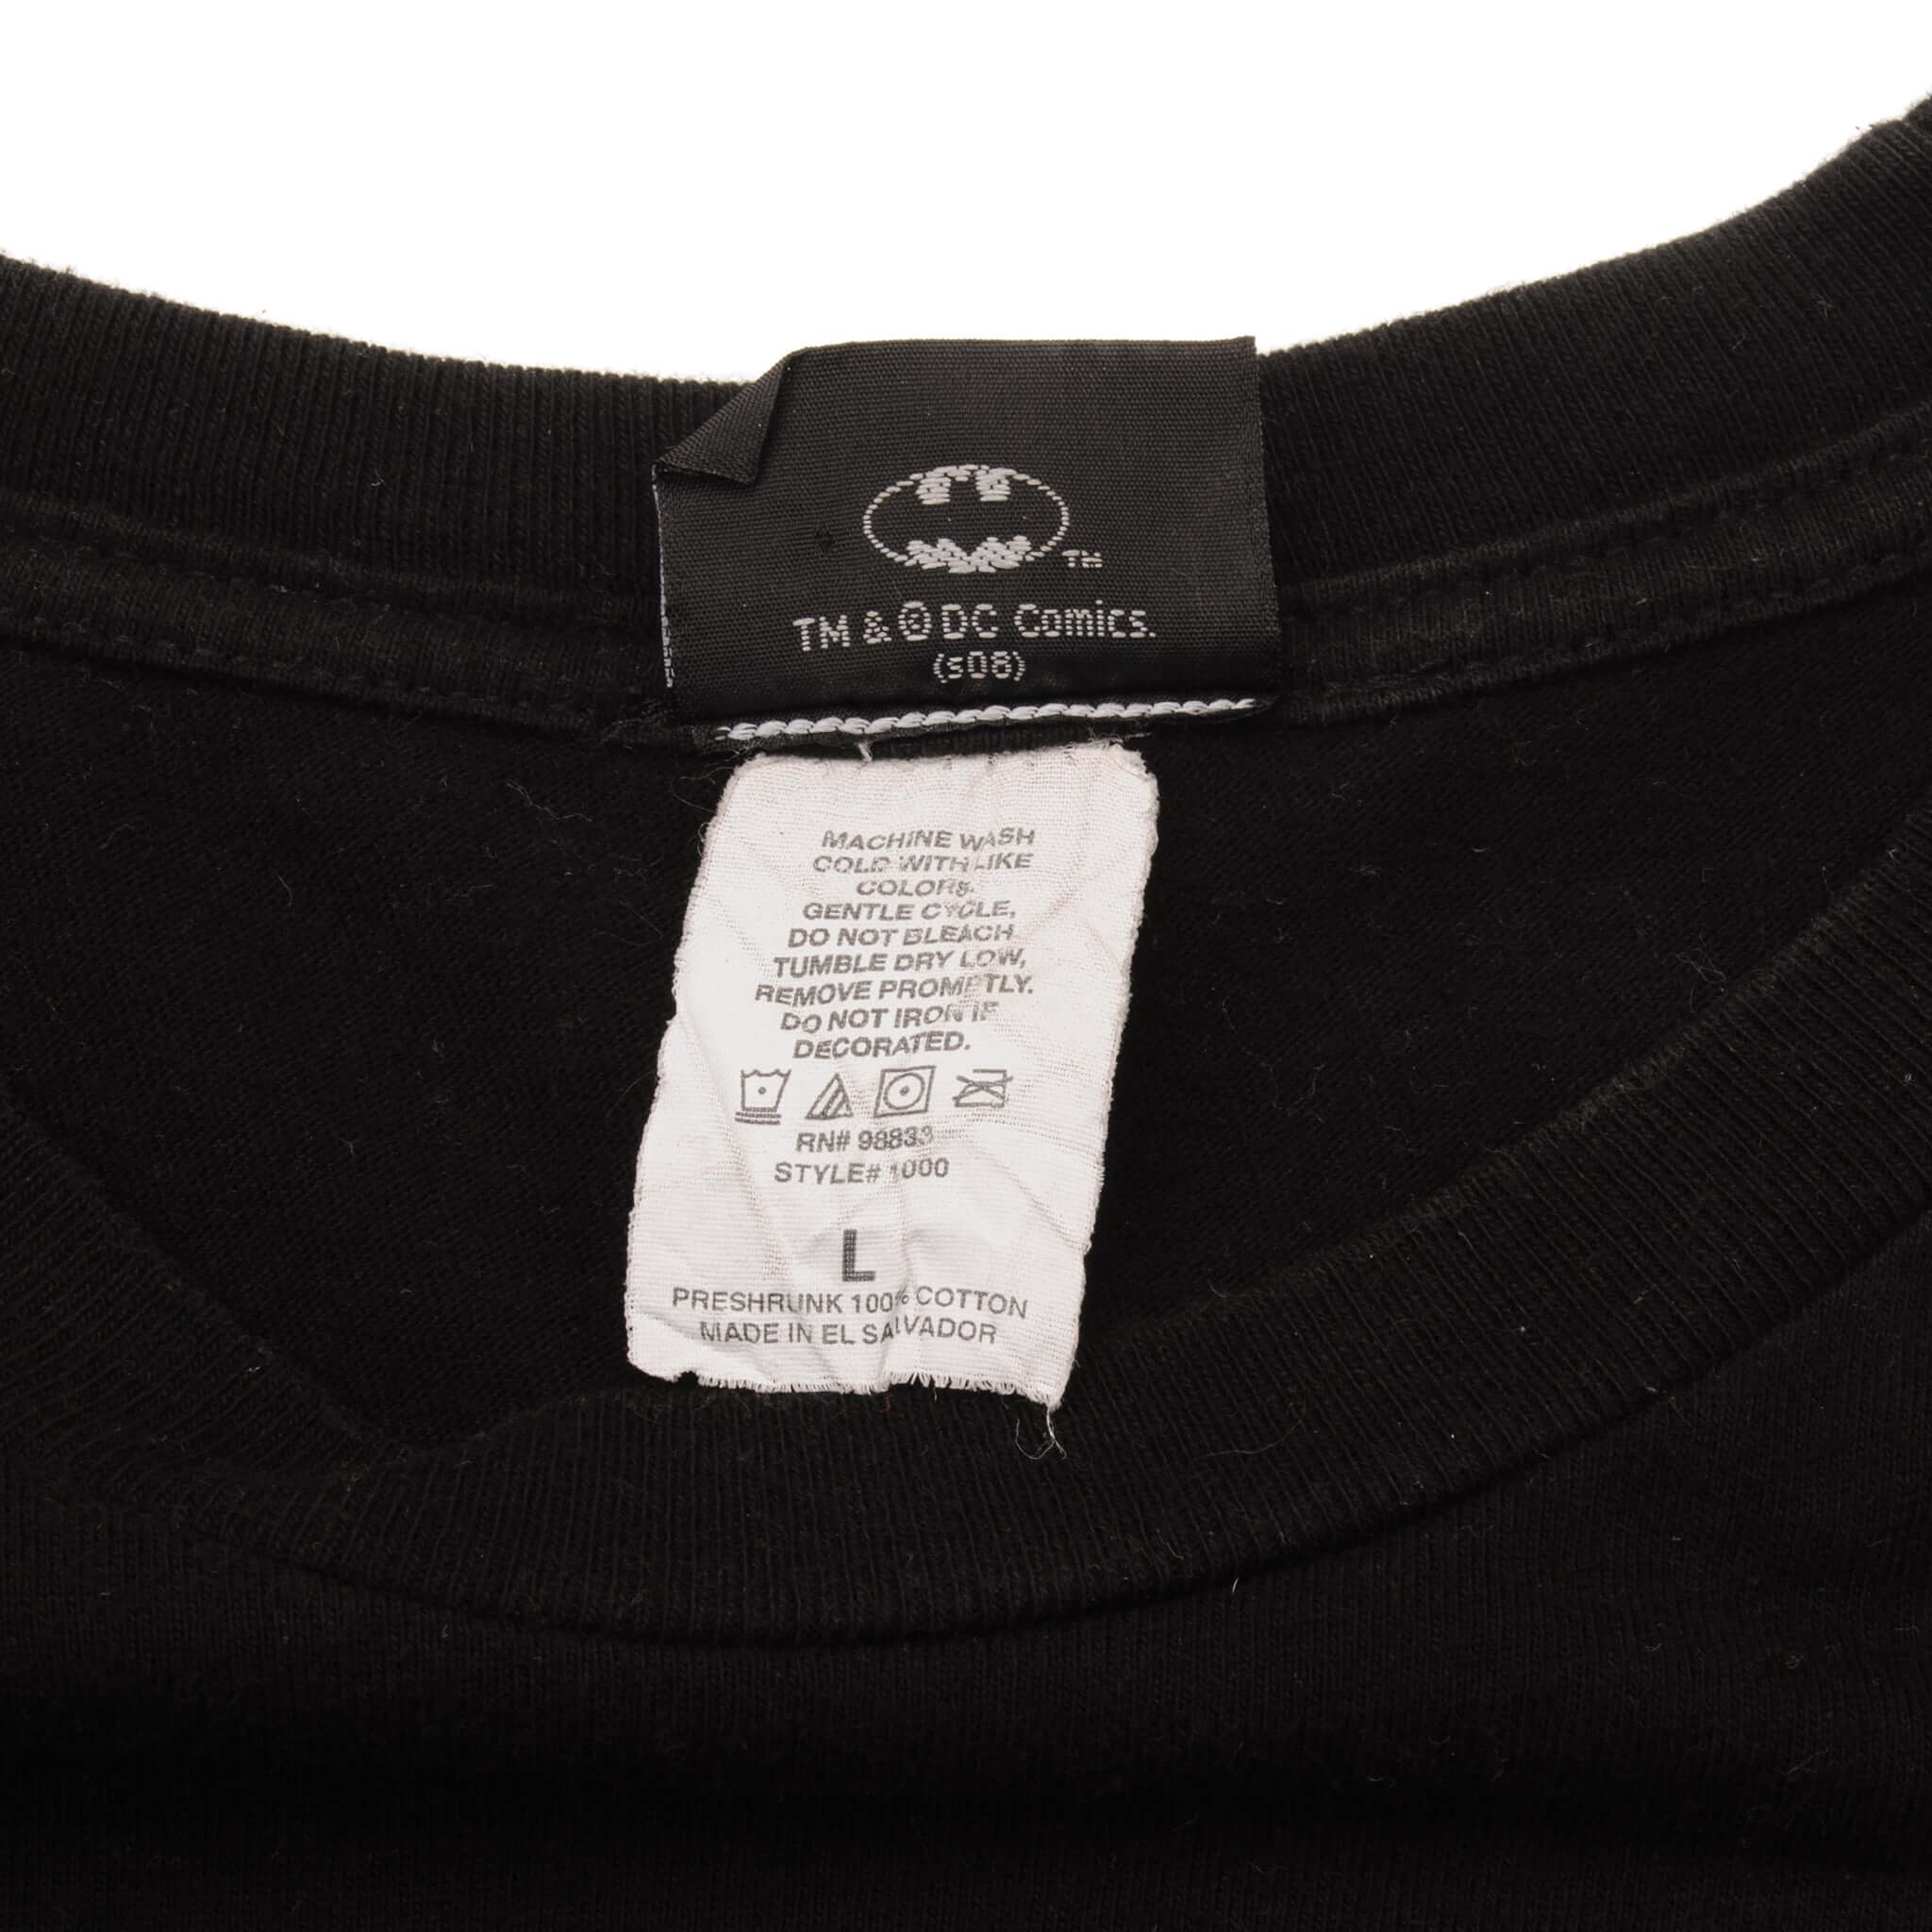 TM
TM & © DC Comics.
(s08)
MACHINE WASH
COLD WITH LIKE
COLORS.
GENTLE CYCLE,
DO NOT BLEACH
TUMBLE DRY LOW,
REMOVE PROMPTLY.
DO NOT IRON IF
DECORATED.
RN# 98833
STYLE# 1000
L
PRESHRUNK 100% COTTON
MADE IN EL SALVADOR